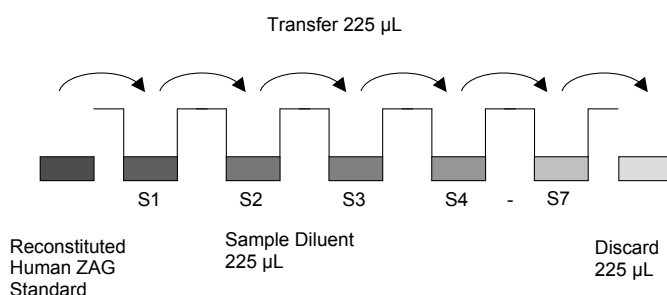 Transfer 225 µL
S1 S2 S3 S4 - S7
Reconstituted
Human ZAG
Standard
Sample Diluent
225 µL
Discard
225 µL